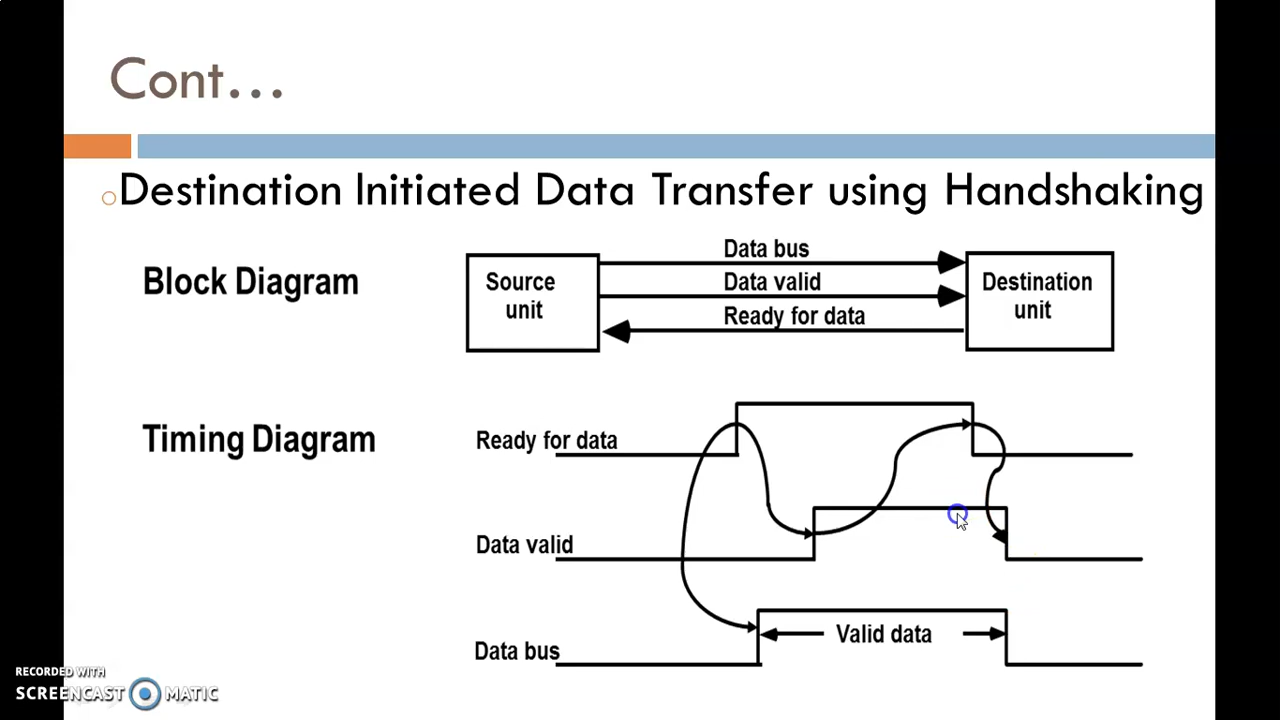 Cont…
Destination Initiated Data Transfer using Handshaking
Block Diagram
Source
unit
Data bus
Data valid
Ready for data
Destination
unit
Timing Diagram
Ready for data
Data valid
Data bus
Valid data
RECORDED WITH
SCREENCAST MATIC